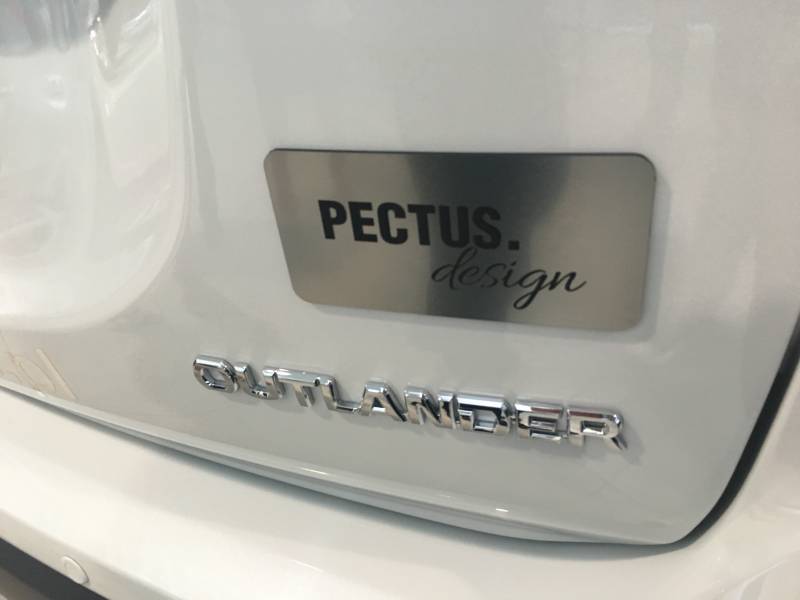 PECTUS.
design
OUTLANDER